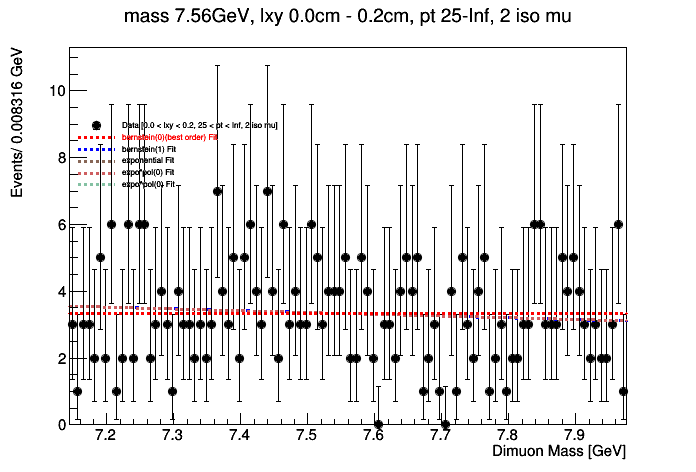 mass 7.56GeV, lxy 0.0cm - 0.2cm, pt 25-Inf, 2 iso mu
Events/ 0.008316 GeV
10
8
6
4
2
0
Data [0.0 < lxy < 0.2, 25 < pt < Inf, 2 iso mu]
bernstein(0)(best order) Fit
bernstein(1) Fit
exponential Fit
expo*pol(0) Fit
expo*pol(0) Fit
7.2 7.3 7.4 7.5 7.6 7.7 7.8 7.9
Dimuon Mass [GeV]